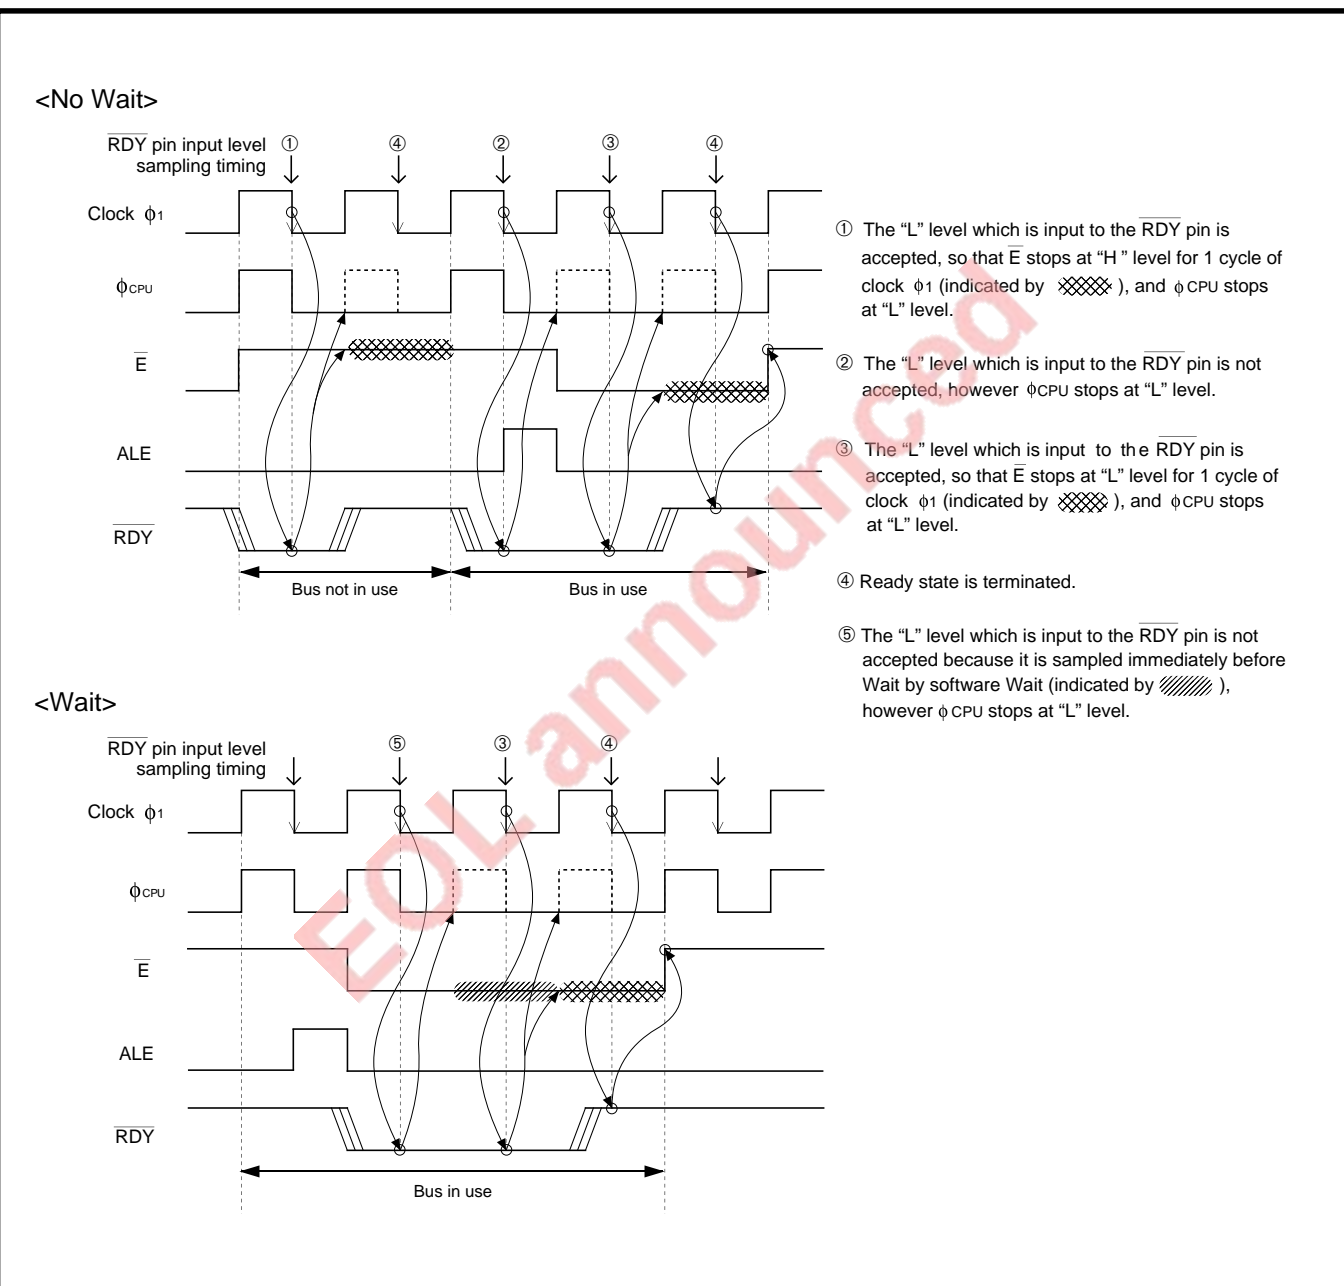 <No Wait>
RDY pin input level
sampling timing
① ④ ② ③ ④
Clock ϕ1
ϕCPU
E
ALE
RDY
Bus not in use
Bus in use
① The “L” level which is input to the RDY pin is
accepted, so that E stops at “H ” level for 1 cycle of
clock ϕ1 (indicated by ), and ϕ CPU stops
at “L” level.
② The “L” level which is input to the RDY pin is not
accepted, however ϕCPU stops at “L” level.
③ The “L” level which is input to the RDY pin is
accepted, so that E stops at “L” level for 1 cycle of
clock ϕ1 (indicated by ), and ϕCPU stops
at “L” level.
④ Ready state is terminated.
⑤ The “L” level which is input to the RDY pin is not
accepted because it is sampled immediately before
Wait by software Wait (indicated by ),
however ϕ CPU stops at “L” level.
<Wait>
RDY pin input level
sampling timing
⑤ ③ ④
Clock ϕ1
ϕCPU
E
ALE
RDY
Bus in use
EOL announced